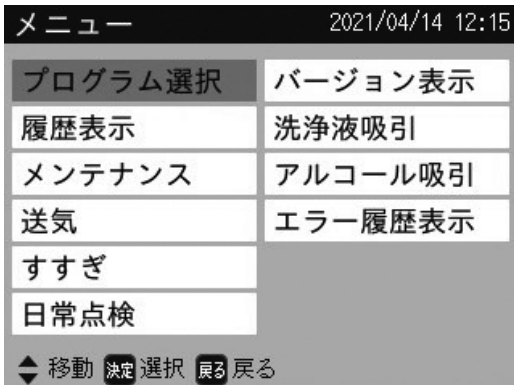 メニュー 2021/04/14 12:15
プログラム選択
履歴表示
メンテナンス
送気
すすぎ
日常点検
バージョン表示
洗浄液吸引
アルコール吸引
エラー履歴表示
移動 決定 選択 戻る 戻る